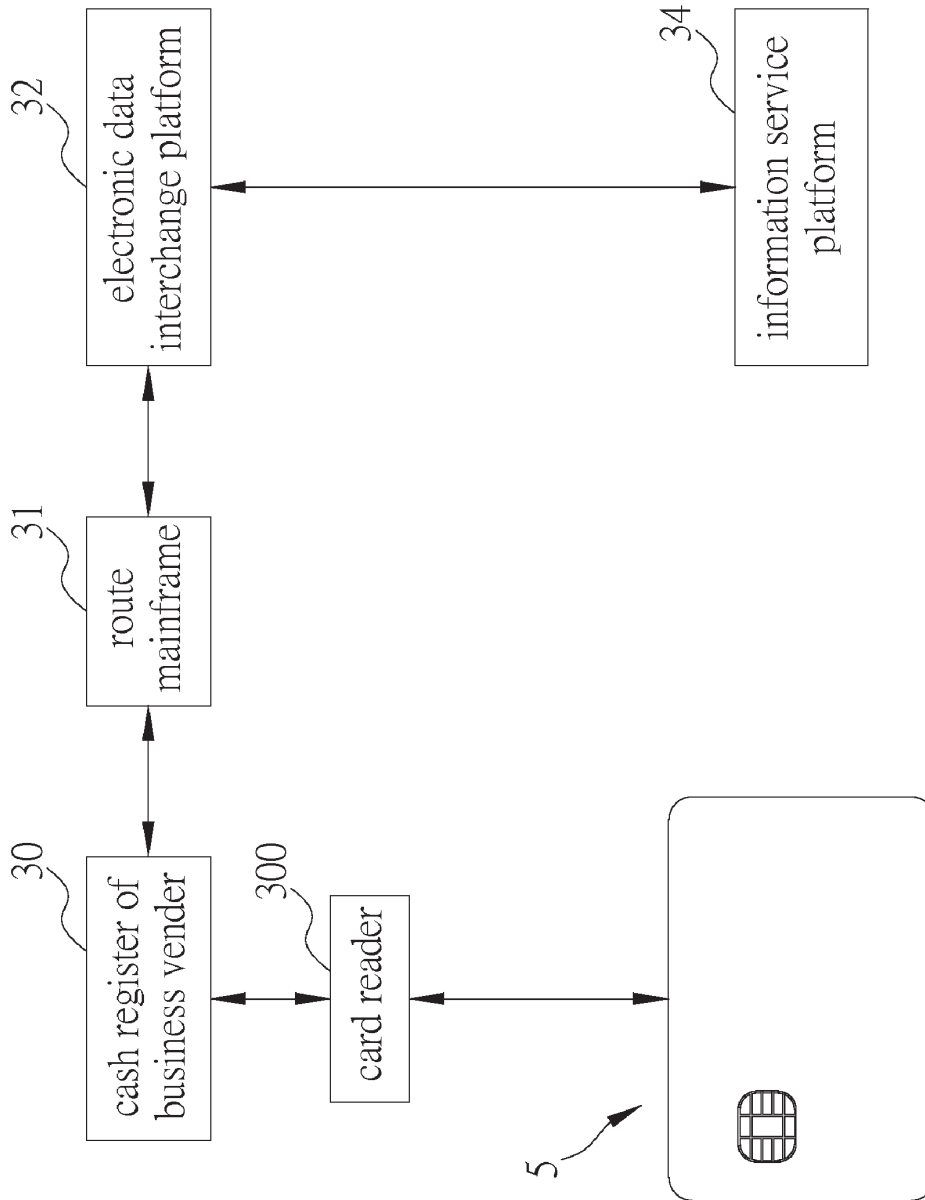 30
cash register of
business vender
31
route
mainframe
32
electronic data
interchange platform
300
card reader
5
34
information service
platform